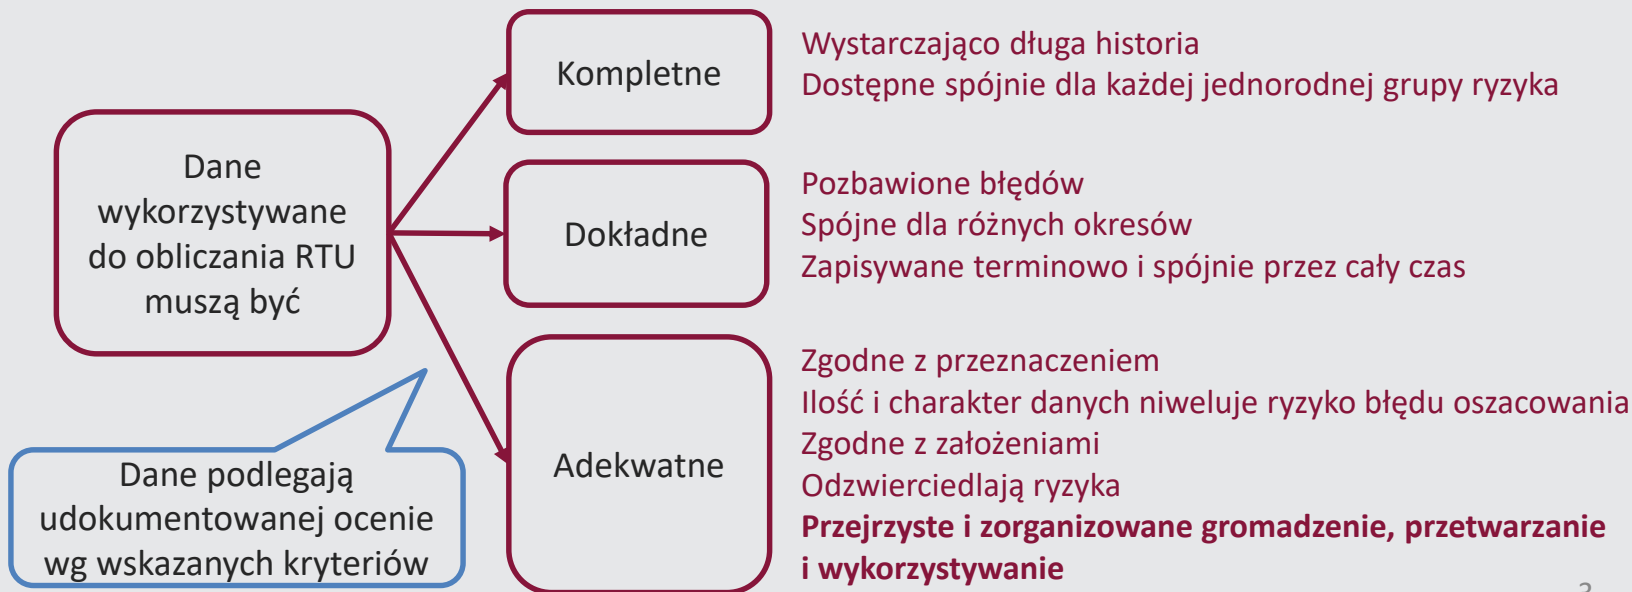 Dane
wykorzystywane
do obliczania RTU
muszą być
Kompletne
Wystarczająco długa historia
Dostępne spójnie dla każdej jednorodnej grupy ryzyka
Dokładne
Pozbawione błędów
Spójne dla różnych okresów
Zapisywane terminowo i spójnie przez cały czas
Adekwatne
Zgodne z przeznaczeniem
Ilość i charakter danych niweluje ryzyko błędu oszacowania
Zgodne z założeniami
Odzwierciedlają ryzyka
Przejrzyste i zorganizowane gromadzenie, przetwarzanie
i wykorzystywanie
Dane podlegają
udokumentowanej ocenie
wg wskazanych kryteriów